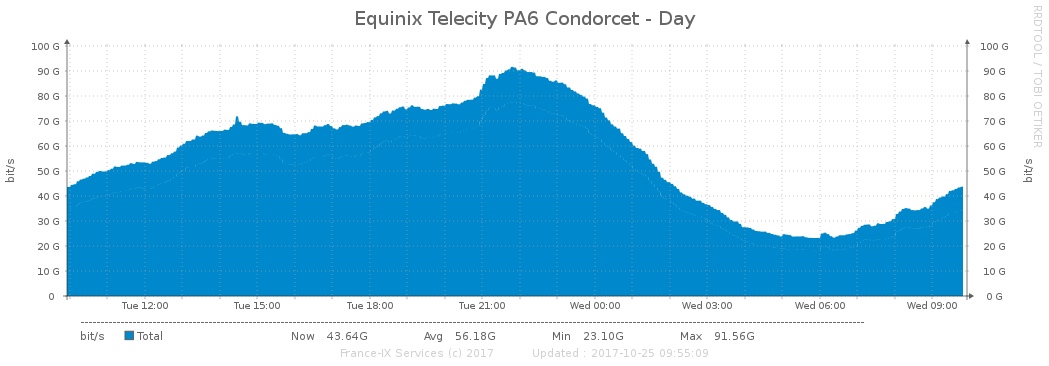 Equinix Telecity PA6 Condorcet - Day
RRDTOOL / TOBI OETIKER
100 G 100 G
90 G 90 G
80 G 80 G
70 G 70 G
60 G 60 G
50 G 50 G
40 G 40 G
30 G 30 G
20 G 20 G
10 G 10 G
0 0 G
bit/s bit/s
Tue 12:00 Tue 15:00 Tue 18:00 Tue 21:00 Wed 00:00 Wed 03:00 Wed 06:00 Wed 09:00
bit/s Total Now 43.64G Avg 56.18G Min 23.10G Max 91.56G
France-IX Services (c) 2017 Updated : 2017-10-25 09:55:09